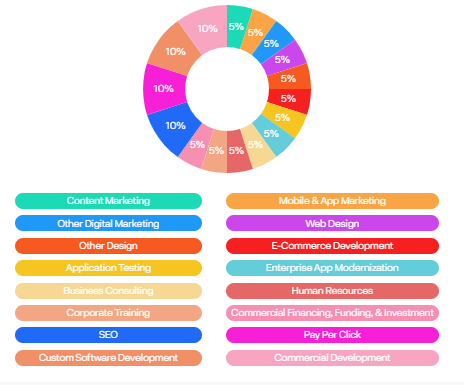 10%
5%
5%
10%
5%
5%
10%
5%
5%
10%
5%
5%
5%
5%
5%
5%
Content Marketing
Mobile & App Marketing
Other Digital Marketing
Web Design
Other Design
E-Commerce Development
Application Testing
Enterprise App Modernization
Business Consulting
Human Resources
Corporate Training
Commercial Financing, Funding, & Investment
SEO
Pay Per Click
Custom Software Development
Commercial Development